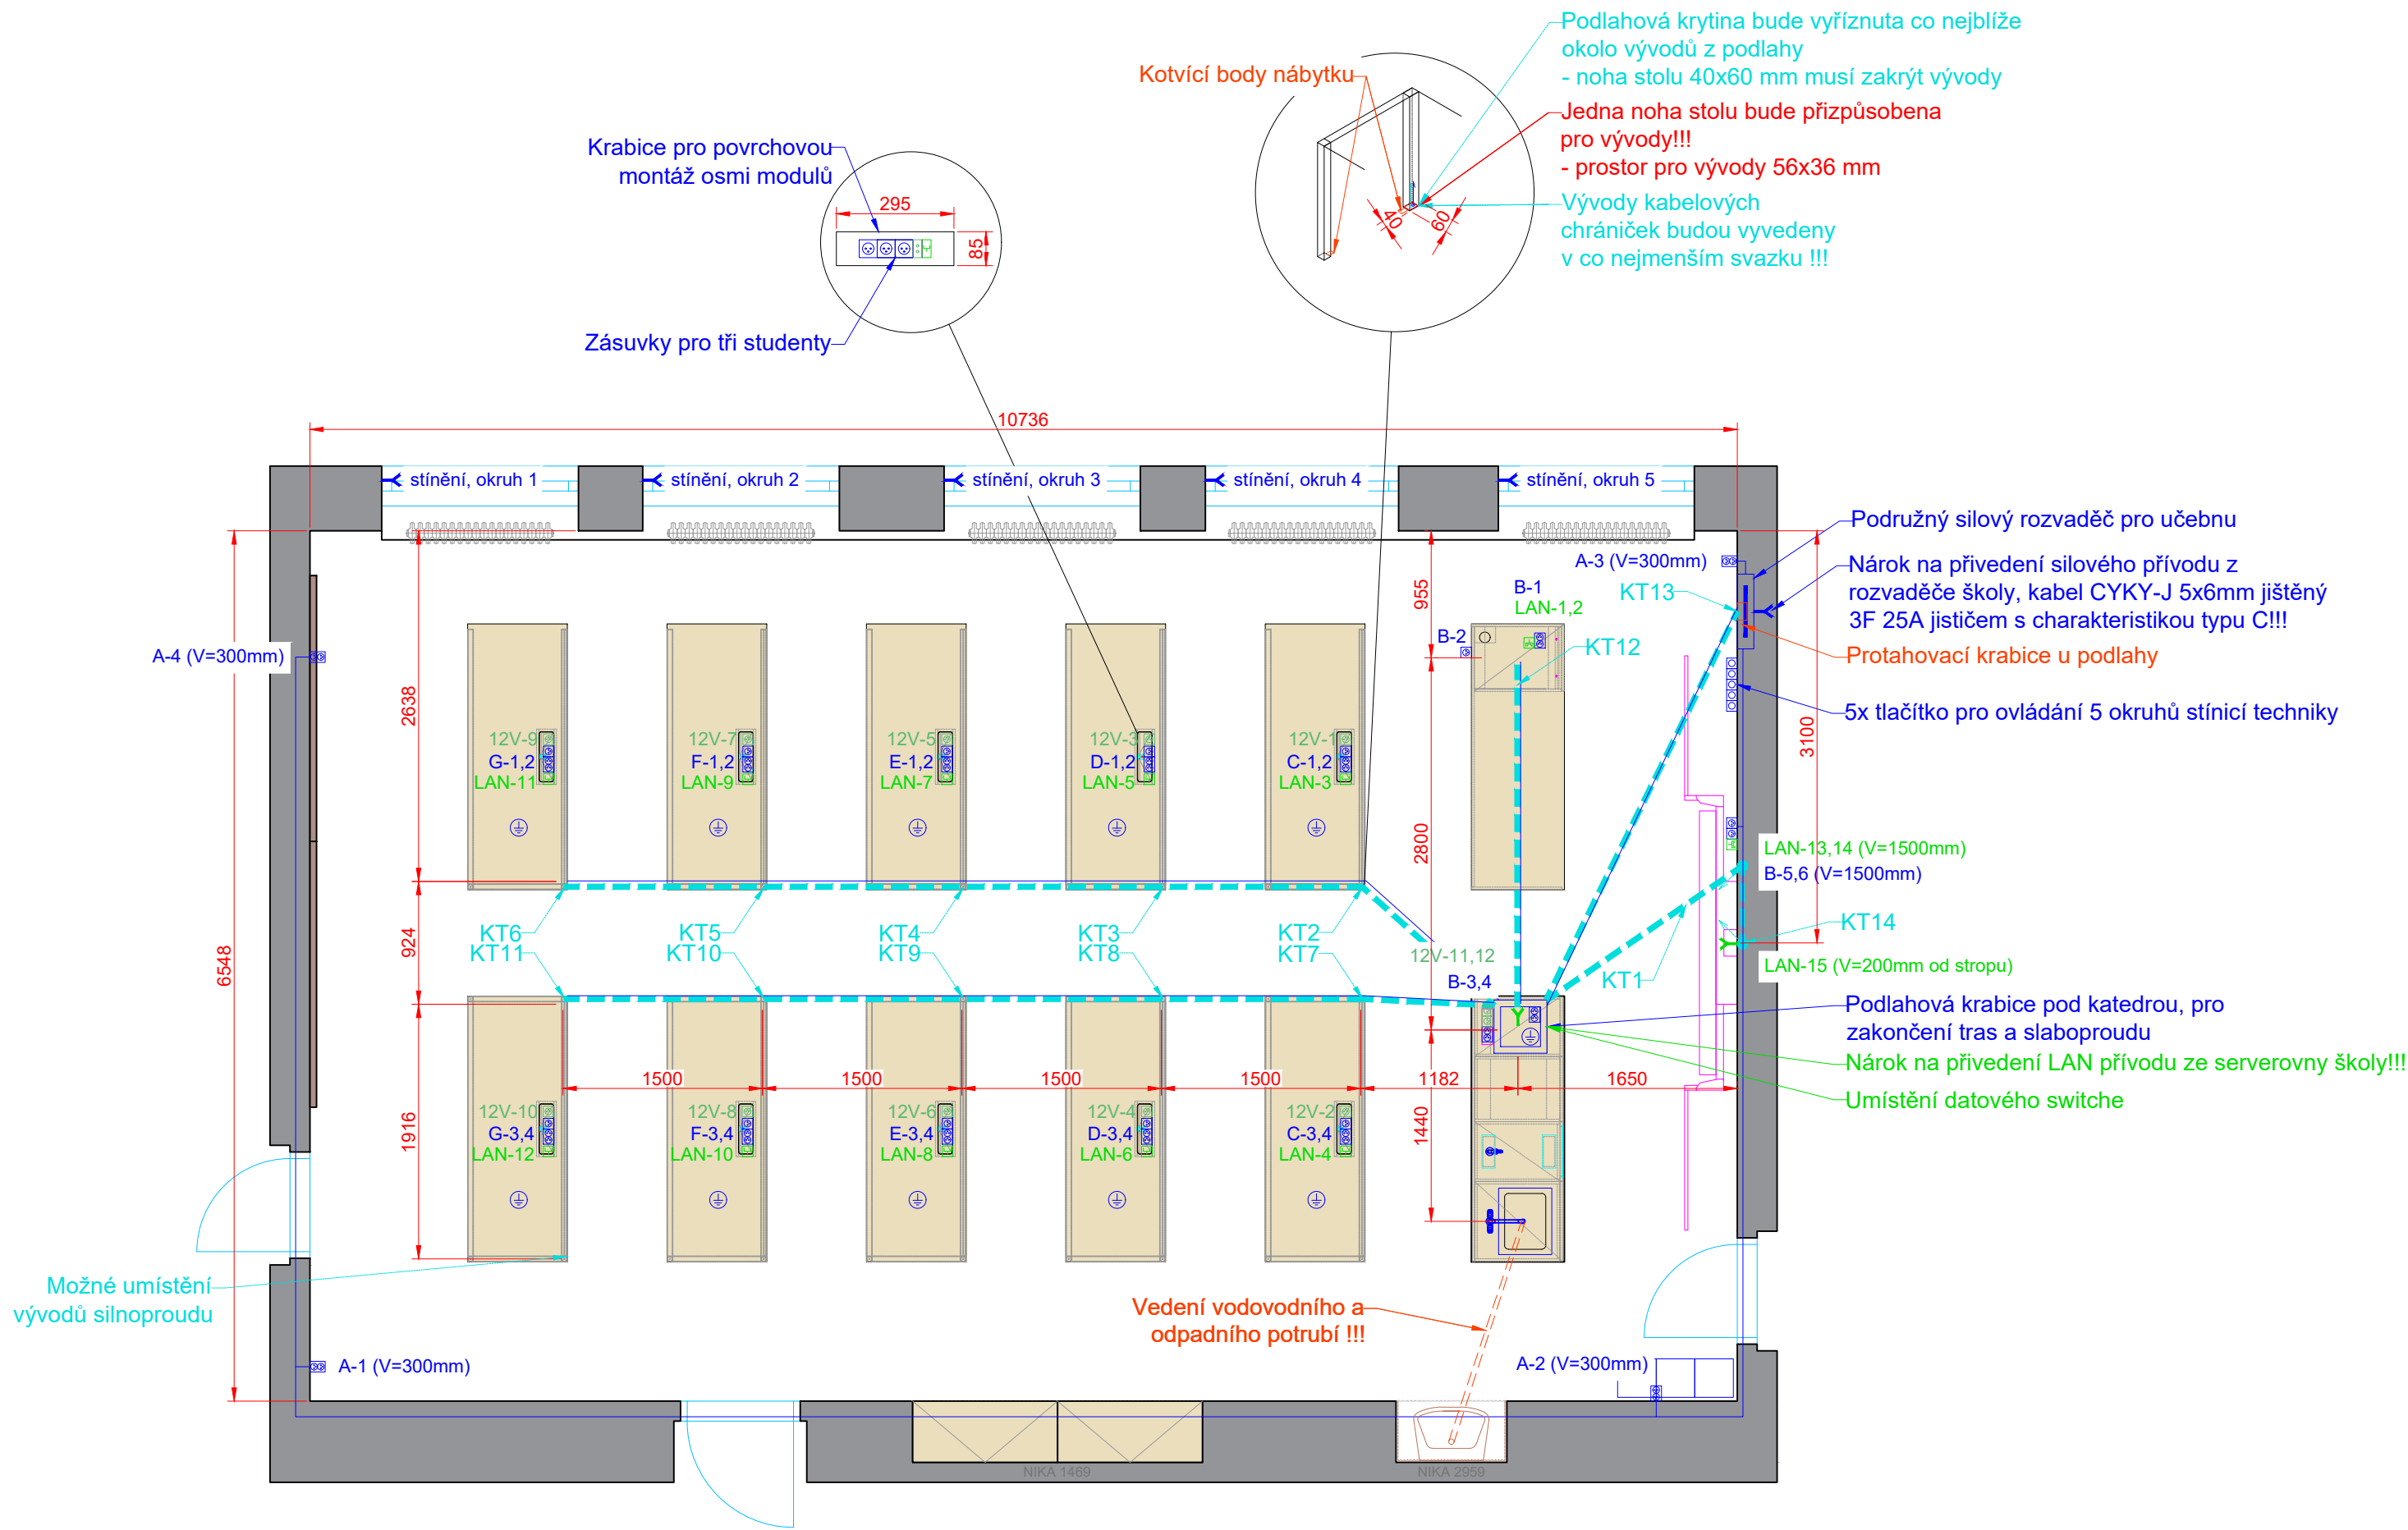 Podlahová krytina bude vyříznuta co nejblíže
okolo vývodů z podlahy
- noha stolu 40x60 mm musí zakrýt vývody
Kotvící body nábytku
Jedna noha stolu bude přizpůsobena
pro vývody!!!
- prostor pro vývody 56x36 mm
Vývody kabelových
chrániček budou vyvedeny
v co nejmenším svazku !!!
40
60
Krabice pro povrchovou
montáž osmi modulů
295
85
Zásuvky pro tři studenty
10736
stínění, okruh 1
stínění, okruh 2
stínění, okruh 3
stínění, okruh 4
stínění, okruh 5
Podružný silový rozvaděč pro učebnu
Nárok na přivedení silového přívodu z
rozvaděče školy, kabel CYKY-J 5x6mm jištěný
3F 25A jističem s charakteristikou typu C!!!
Protahovací krabice u podlahy
5x tlačítko pro ovládání 5 okruhů stínicí techniky
A-3 (V=300mm)
KT13
B-1
LAN-1,2
B-2
KT12
955
A-4 (V=300mm)
2638
3100
2800
12V-9
G-1,2
LAN-11
12V-7
F-1,2
LAN-9
12V-5
E-1,2
LAN-7
12V-3
D-1,2
LAN-5
12V-1
C-1,2
LAN-3
LAN-13,14 (V=1500mm)
B-5,6 (V=1500mm)
KT14
LAN-15 (V=200mm od stropu)
KT1
6548
924
KT6
KT11
KT5
KT10
KT4
KT9
KT3
KT8
KT2
KT7
12V-11,12
B-3,4
Podlahová krabice pod katedrou, pro
zakončení tras a slaboproudu
Nárok na přivedení LAN přívodu ze serverovny školy!!!
Umístění datového switche
1500
1500
1500
1500
1182
1650
1916
1440
12V-10
G-3,4
LAN-12
12V-8
F-3,4
LAN-10
12V-6
E-3,4
LAN-8
12V-4
D-3,4
LAN-6
12V-2
C-3,4
LAN-4
Možné umístění
vývodů silnoproudu
Vedení vodovodního a
odpadního potrubí !!!
A-1 (V=300mm)
A-2 (V=300mm)
NIKA 1469
NIKA 2959